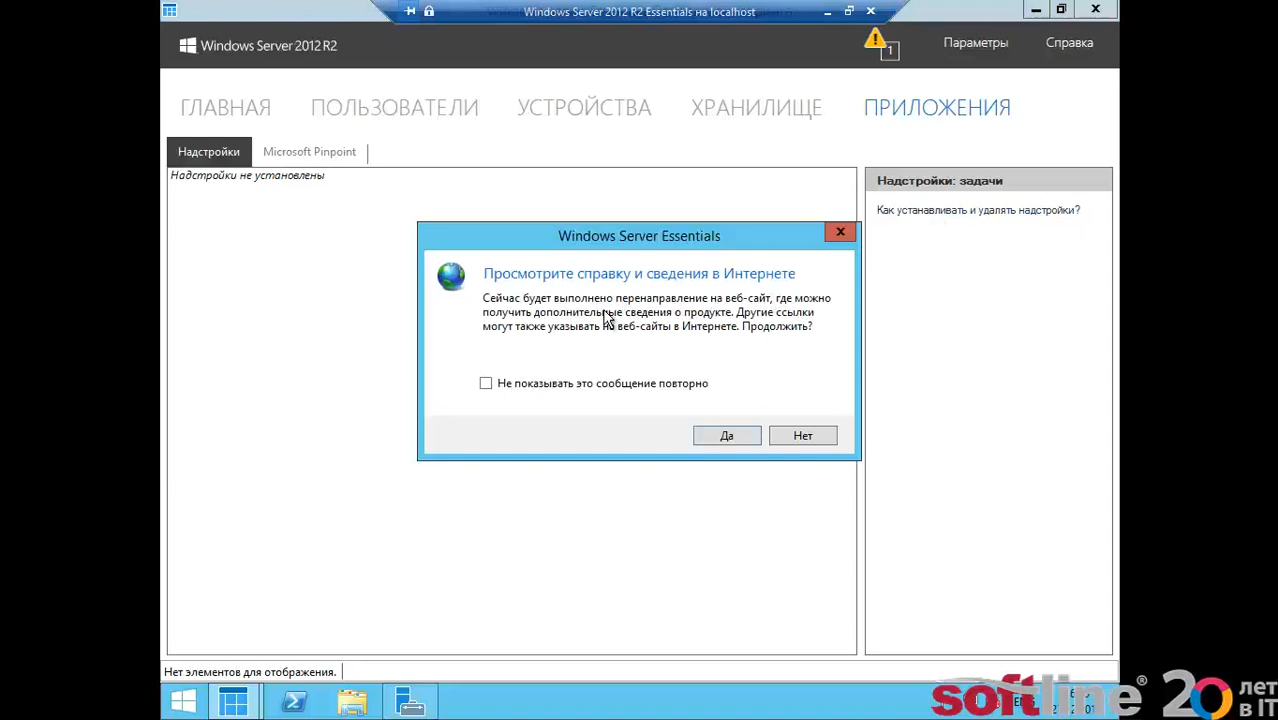 Windows Server 2012 R2 Essentials на localhost
Windows Server 2012 R2
1
Параметры
Справка
ГЛАВНАЯ
ПОЛЬЗОВАТЕЛИ
УСТРОЙСТВА
ХРАНИЛИЩЕ
ПРИЛОЖЕНИЯ
Надстройки
Microsoft Pinpoint
Надстройки не установлены
Надстройки: задачи
Как устанавливать и удалять надстройки?
Windows Server Essentials
Просмотрите справку и сведения в Интернете
Сейчас будет выполнено перенаправление на веб-сайт, где можно
получить дополнительные сведения о продукте. Другие ссылки
могут также указывать на веб-сайты в Интернете. Продолжить?
Не показывать это сообщение повторно
Да
Нет
Нет элементов для отображения.
softline®
20 лет
в IT